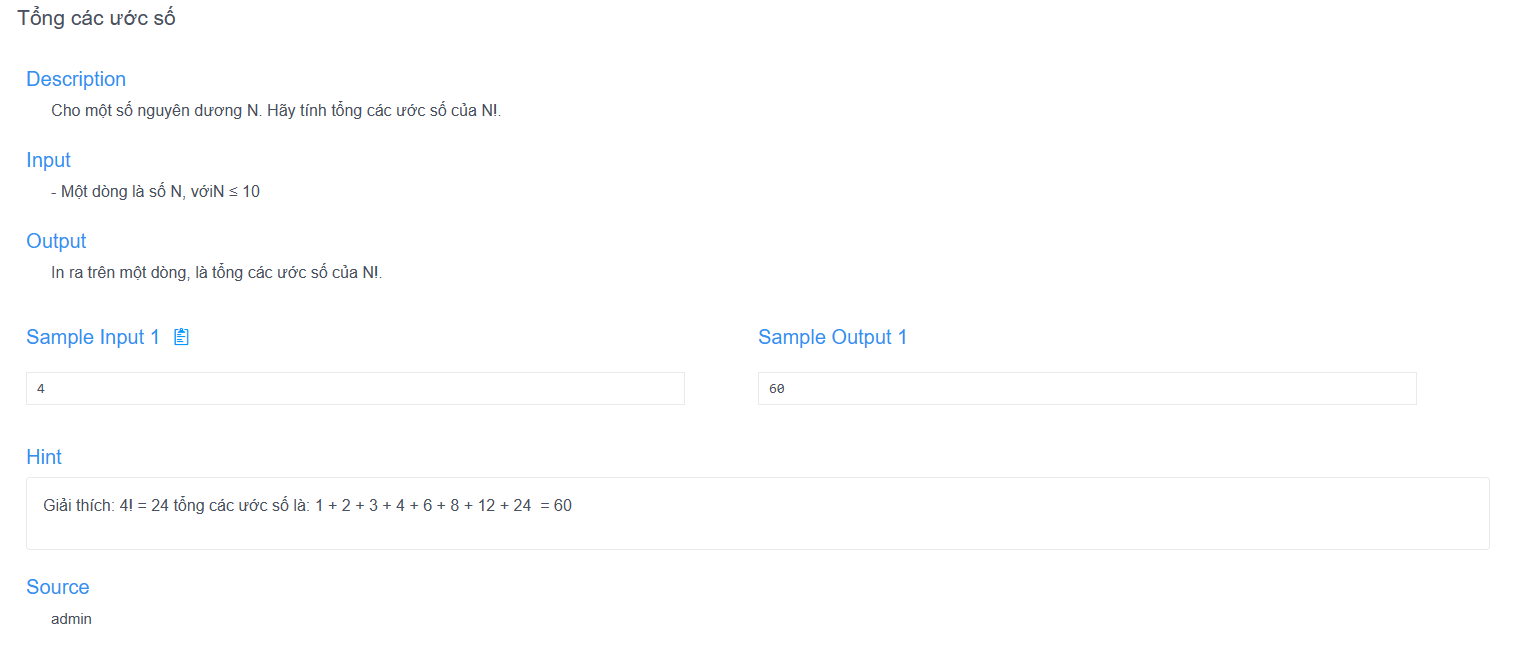 Tổng các ước số
Description
Cho một số nguyên dương N. Hãy tính tổng các ước số của N!.
Input
- Một dòng là số N, vớiN ≤ 10
Output
In ra trên một dòng, là tổng các ước số của N!.
Sample Input 1
Sample Output 1
4
60
Hint
Giải thích: 4! = 24 tổng các ước số là: 1 + 2 + 3 + 4 + 6 + 8 + 12 + 24  = 60
Source
admin